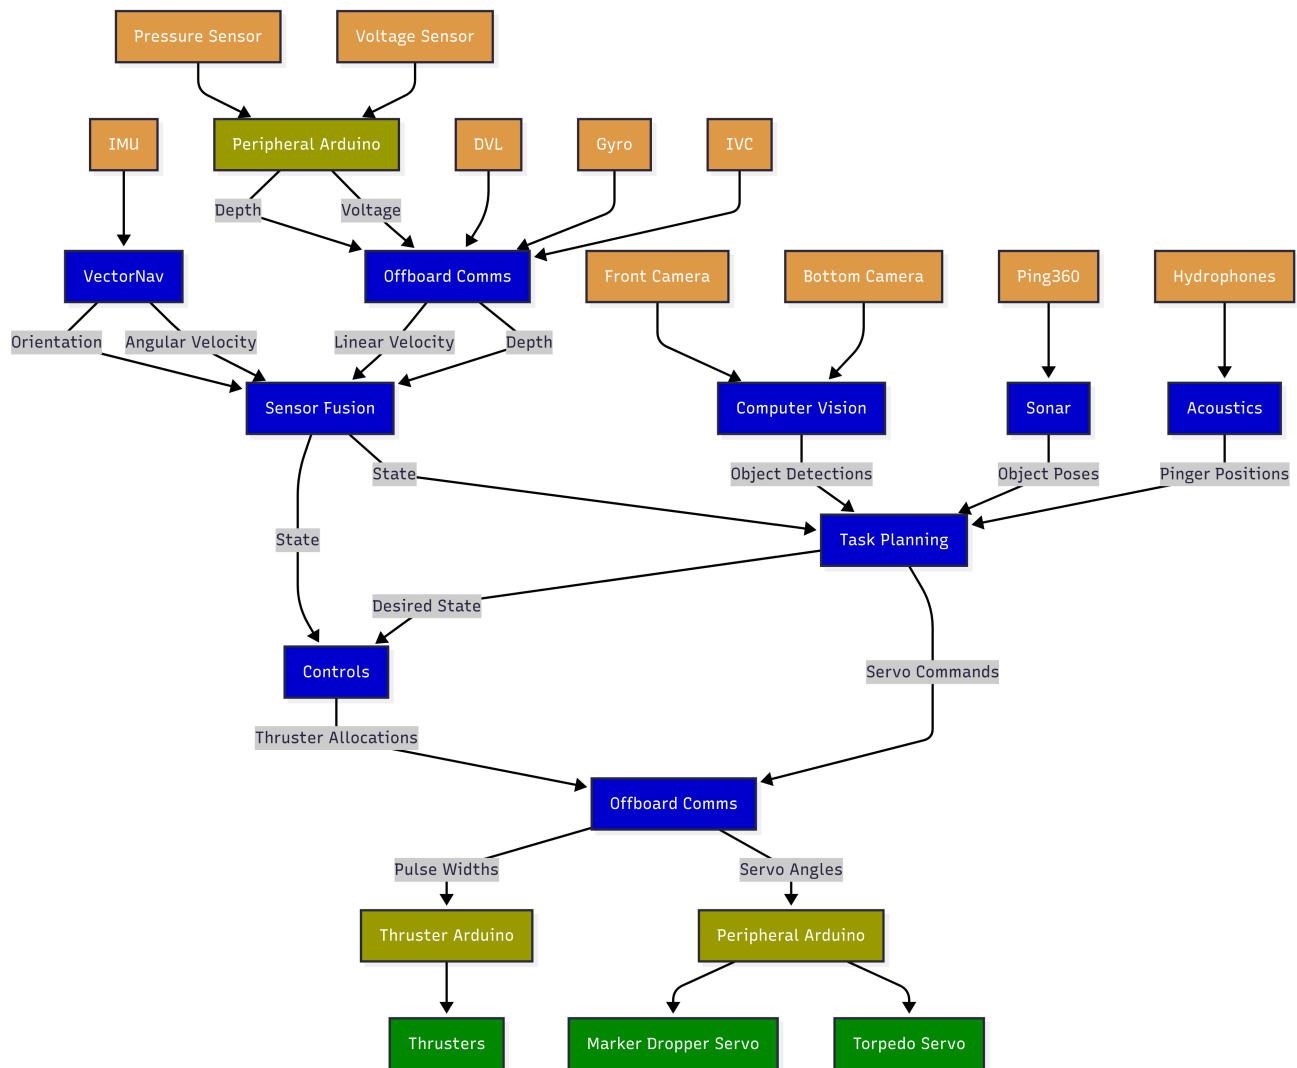 Pressure Sensor
Voltage Sensor
IMU
Peripheral Arduino
DVL
Gyro
IVC
Depth
Voltage
VectorNav
Offboard Comms
Front Camera
Bottom Camera
Ping360
Hydrophones
Orientation
Angular Velocity
Linear Velocity
Depth
Sensor Fusion
Computer Vision
Sonar
Acoustics
State
Object Detections
Object Poses
Pinger Positions
State
Task Planning
Desired State
Controls
Servo Commands
Thruster Allocations
Offboard Comms
Pulse Widths
Servo Angles
Thruster Arduino
Peripheral Arduino
Thrusters
Marker Dropper Servo
Torpedo Servo